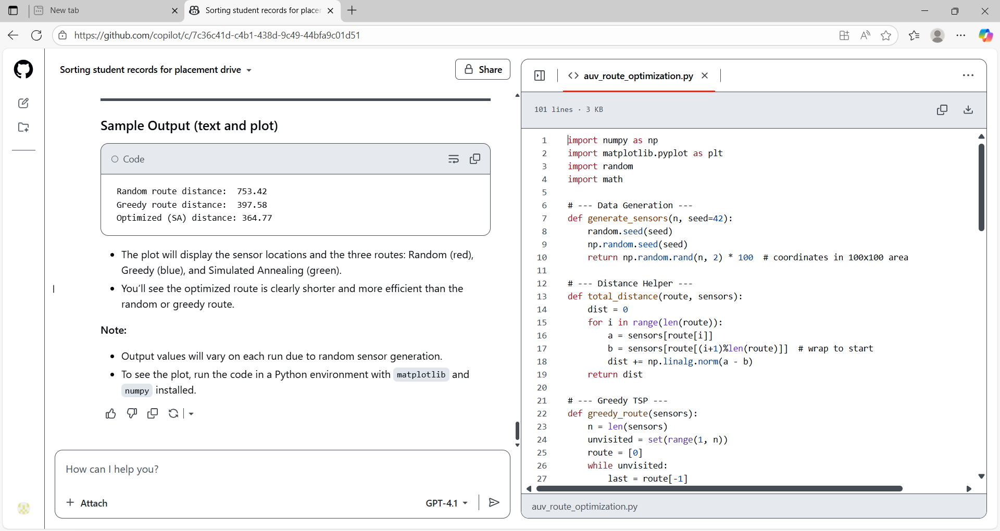 New tab
Sorting student records for placer
https://github.com/copilot/c/7c36c41d-c4b1-438d-9c49-44bfa9c01d51
Sorting student records for placement drive
Share
Sample Output (text and plot)
Code
Random route distance:  753.42
Greedy route distance:  397.58
Optimized (SA) distance: 364.77
• The plot will display the sensor locations and the three routes: Random (red),
Greedy (blue), and Simulated Annealing (green).
• You’ll see the optimized route is clearly shorter and more efficient than the
random or greedy route.
Note:
• Output values will vary on each run due to random sensor generation.
• To see the plot, run the code in a Python environment with matplotlib and
numpy installed.
How can I help you?
Attach
GPT-4.1
auv_route_optimization.py
101 lines · 3 KB
1 import numpy as np
2 import matplotlib.pyplot as plt
3 import random
4 import math
5
6 # --- Data Generation ---
7 def generate_sensors(n, seed=42):
8     random.seed(seed)
9     np.random.seed(seed)
10     return np.random.rand(n, 2) * 100  # coordinates in 100x100 area
11
12 # --- Distance Helper ---
13 def total_distance(route, sensors):
14     dist = 0
15     for i in range(len(route)):
16         a = sensors[route[i]]
17         b = sensors[route[(i+1)%len(route)]]  # wrap to start
18         dist += np.linalg.norm(a - b)
19     return dist
20
21 # --- Greedy TSP ---
22 def greedy_route(sensors):
23     n = len(sensors)
24     unvisited = set(range(1, n))
25     route = [0]
26     while unvisited:
27         last = route[-1]
auv_route_optimization.py